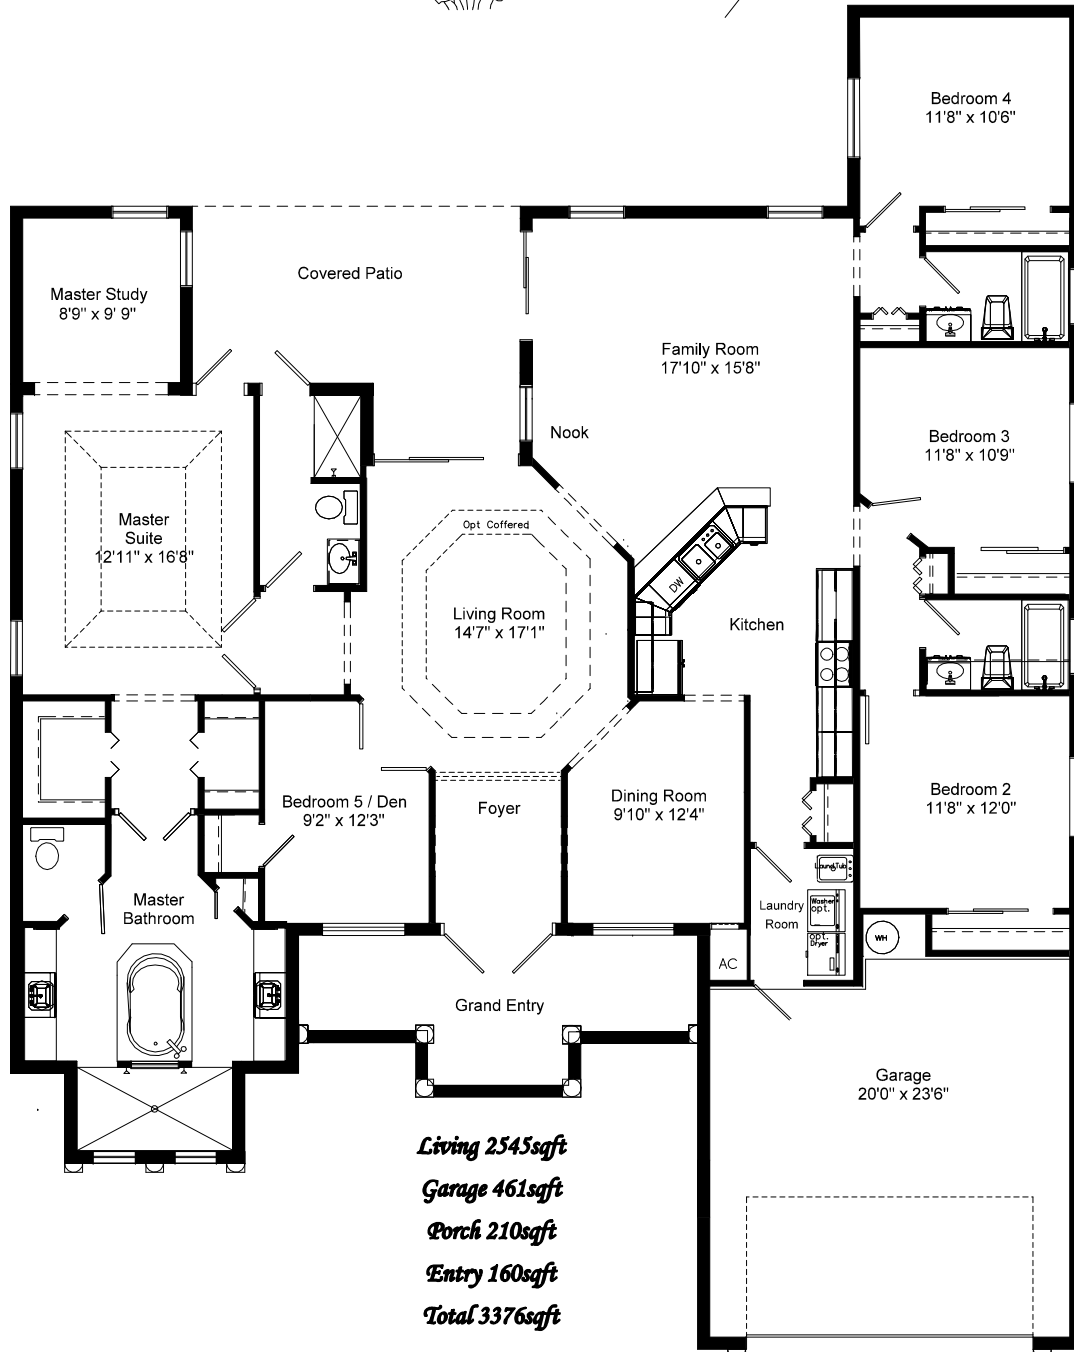 Bedroom 4
11'8" x 10'6"
Covered Patio
Master Study
8'9" x 9' 9"
Family Room
17'10" x 15'8"
Nook
Bedroom 3
11'8" x 10'9"
Master
Suite
12'11" x 16'8"
Opt Coffered
DW
Living Room
14'7" x 17'1"
Kitchen
Bedroom 5 / Den
9'2" x 12'3"
Foyer
Dining Room
9'10" x 12'4"
Bedroom 2
11'8" x 12'0"
Laund Tub
Master
Bathroom
Laundry
Room
Washer
opt.
opt.
Dryer
WH
AC
Grand Entry
Garage
20'0" x 23'6"
Living 2545sqft
Garage 461sqft
Porch 210sqft
Entry 160sqft
Total 3376sqft